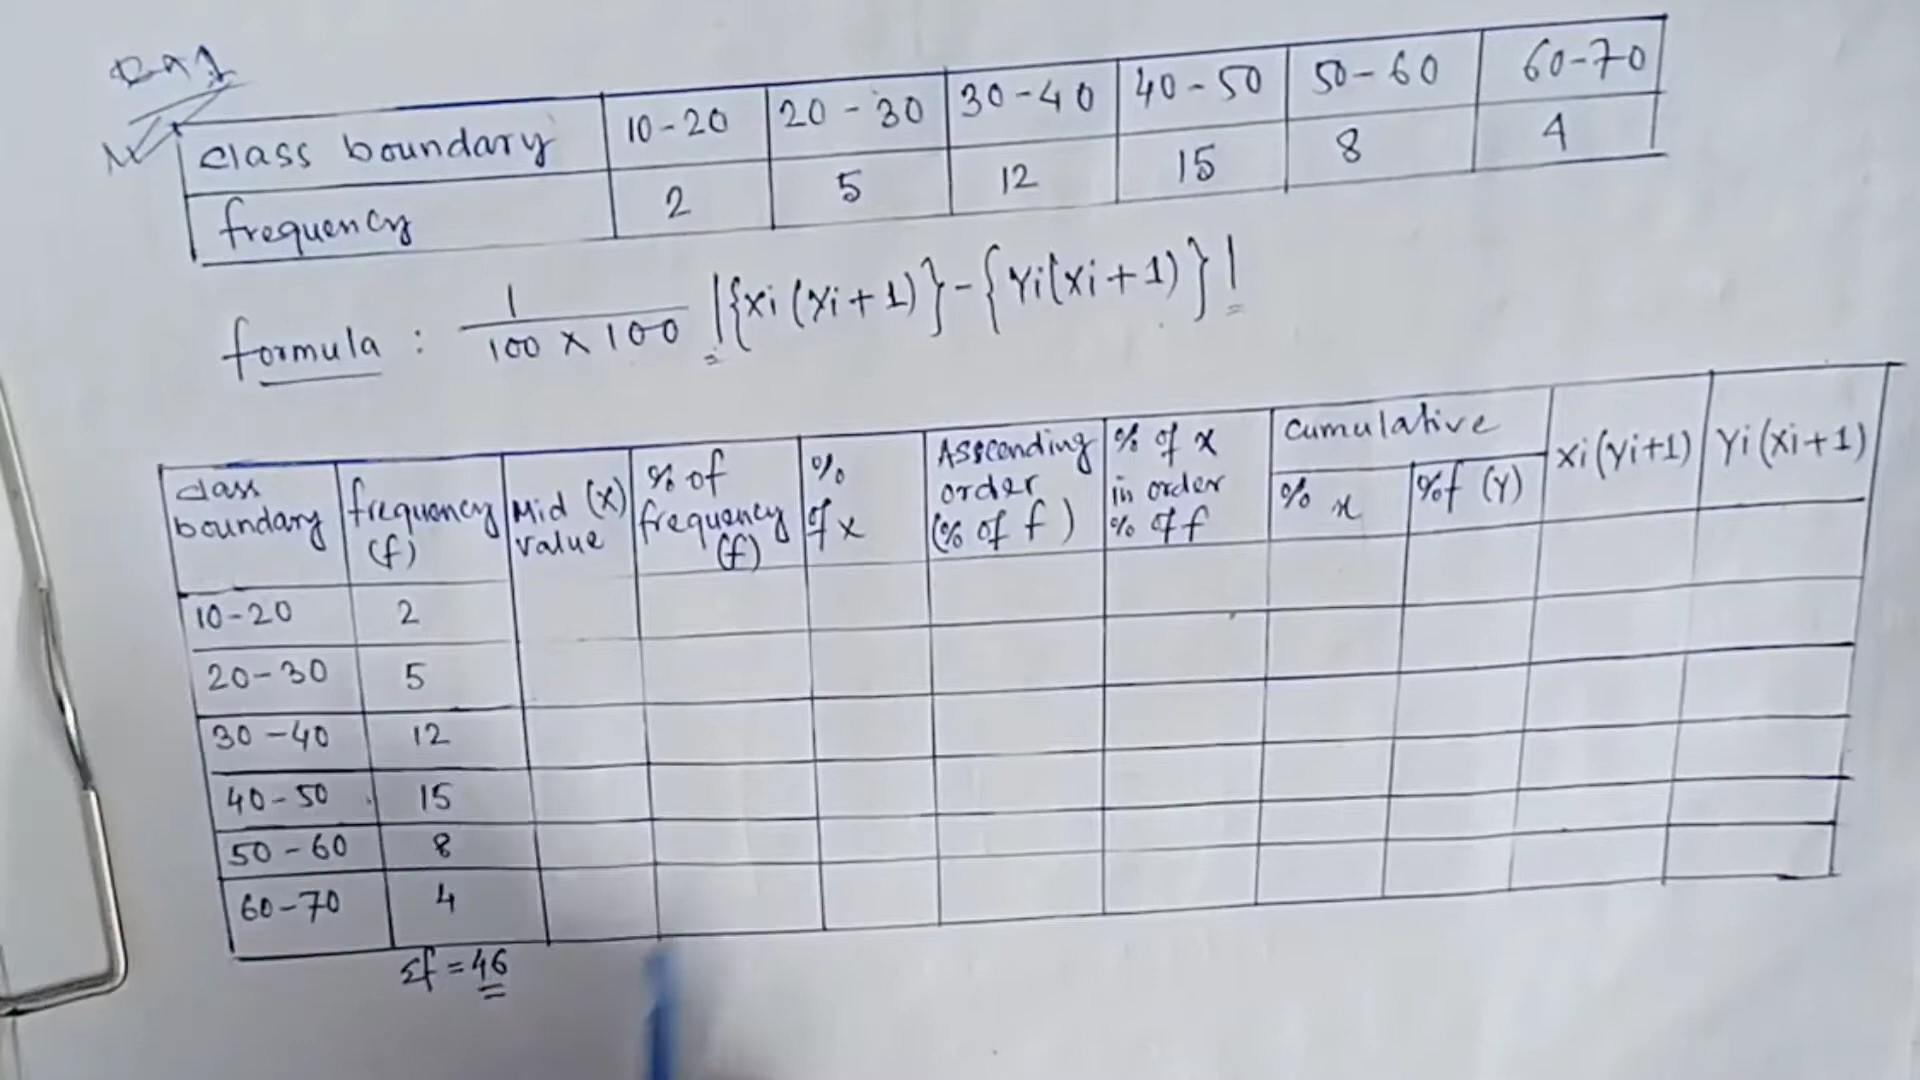 class boundary 10-20 20-30 30-40 40-50 50-60 60-70
frequency 2 5 12 15 8 4
formula : 1/100 x 100 |{xi (Yi+1)} - {Yi(xi+1)}|
class boundary frequency (f) Mid (x) value % of frequency (f) % of x Asscending order (% of f) % of x in order % of f cumulative % x %f (Y) xi(Yi+1) Yi(xi+1)
10-20 2
20-30 5
30-40 12
40-50 15
50-60 8
60-70 4
Σf = 46